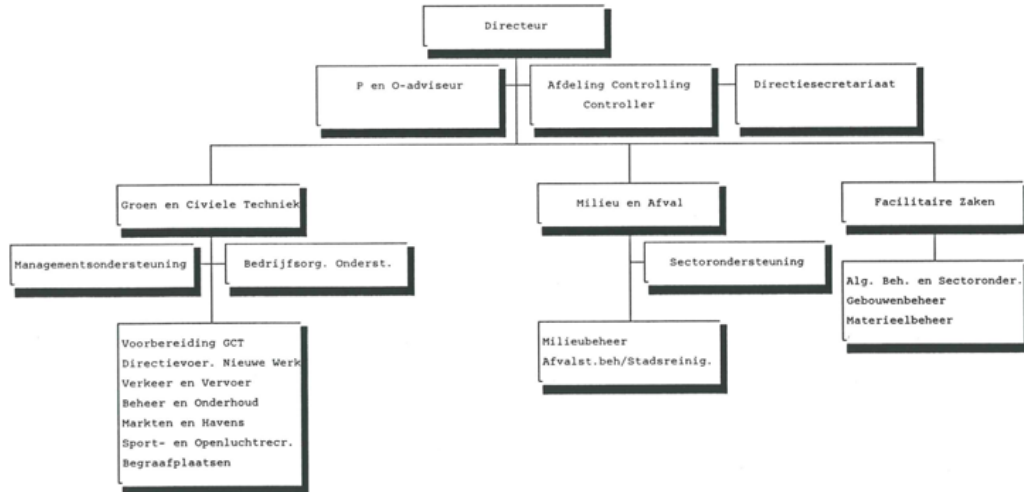 Directeur
P en O-adviseur
Afdeling Controlling
Controller
Directiesecretariaat
Groen en Civiele Techniek
Milieu en Afval
Facilitaire Zaken
Managementsondersteuning
Bedrijfsorg. Onderst.
Sectorondersteuning
Voorbereiding GCT
Directievoer. Nieuwe Werk
Verkeer en Vervoer
Beheer en Onderhoud
Markten en Havens
Sport- en Openluchtrecr.
Begraafplaatsen
Milieubeheer
Afvalst.beh/Stadsreinig.
Alg. Beh. en Sectoronder.
Gebouwenbeheer
Materieelbeheer